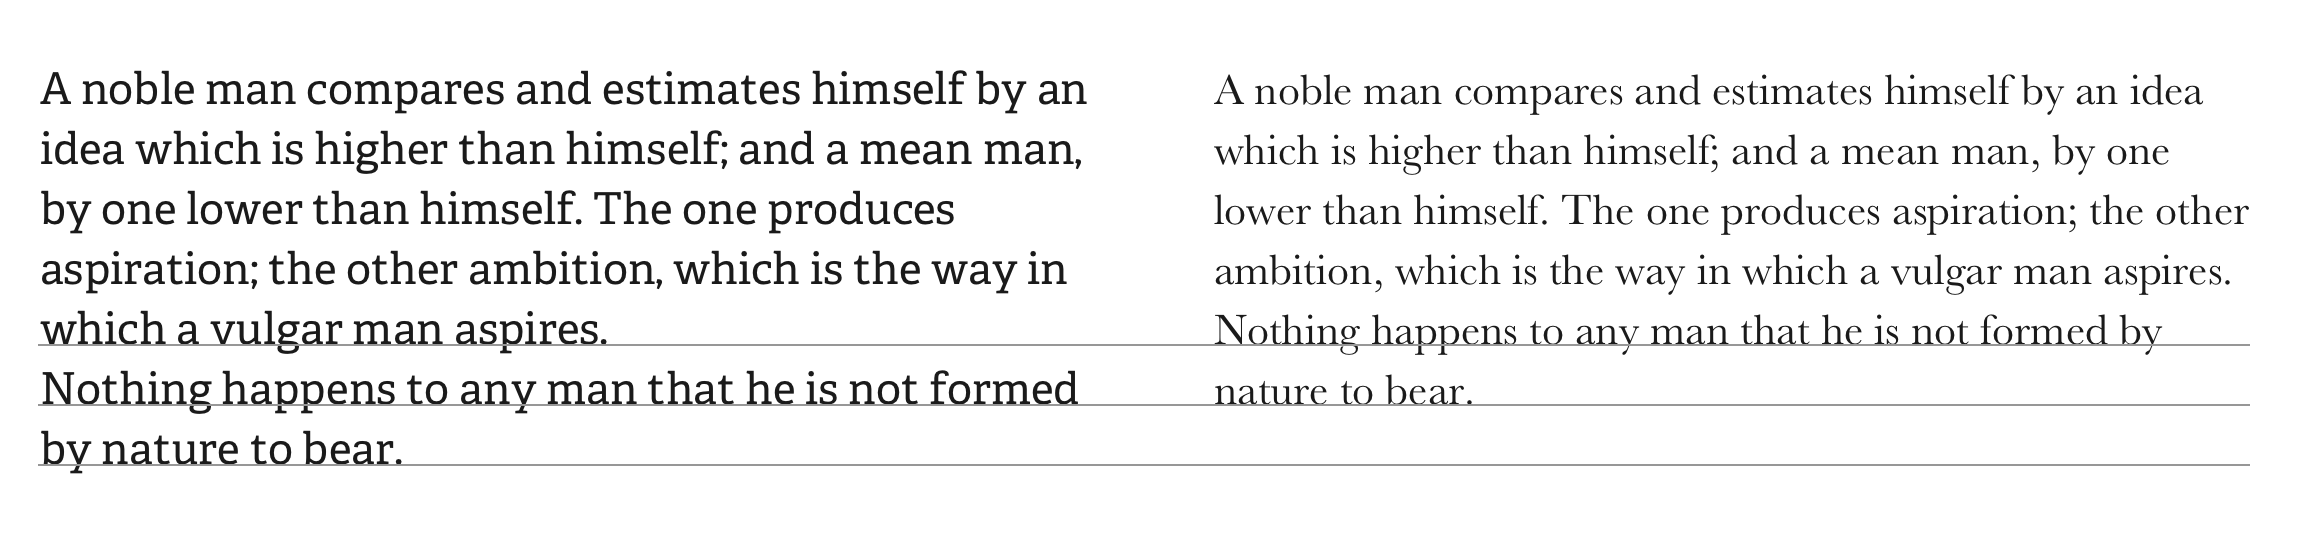 A noble man compares and estimates himself by an
idea which is higher than himself; and a mean man,
by one lower than himself. The one produces
aspiration; the other ambition, which is the way in
which a vulgar man aspires.
Nothing happens to any man that he is not formed
by nature to bear.
A noble man compares and estimates himself by an idea
which is higher than himself; and a mean man, by one
lower than himself. The one produces aspiration; the other
ambition, which is the way in which a vulgar man aspires.
Nothing happens to any man that he is not formed by
nature to bear.